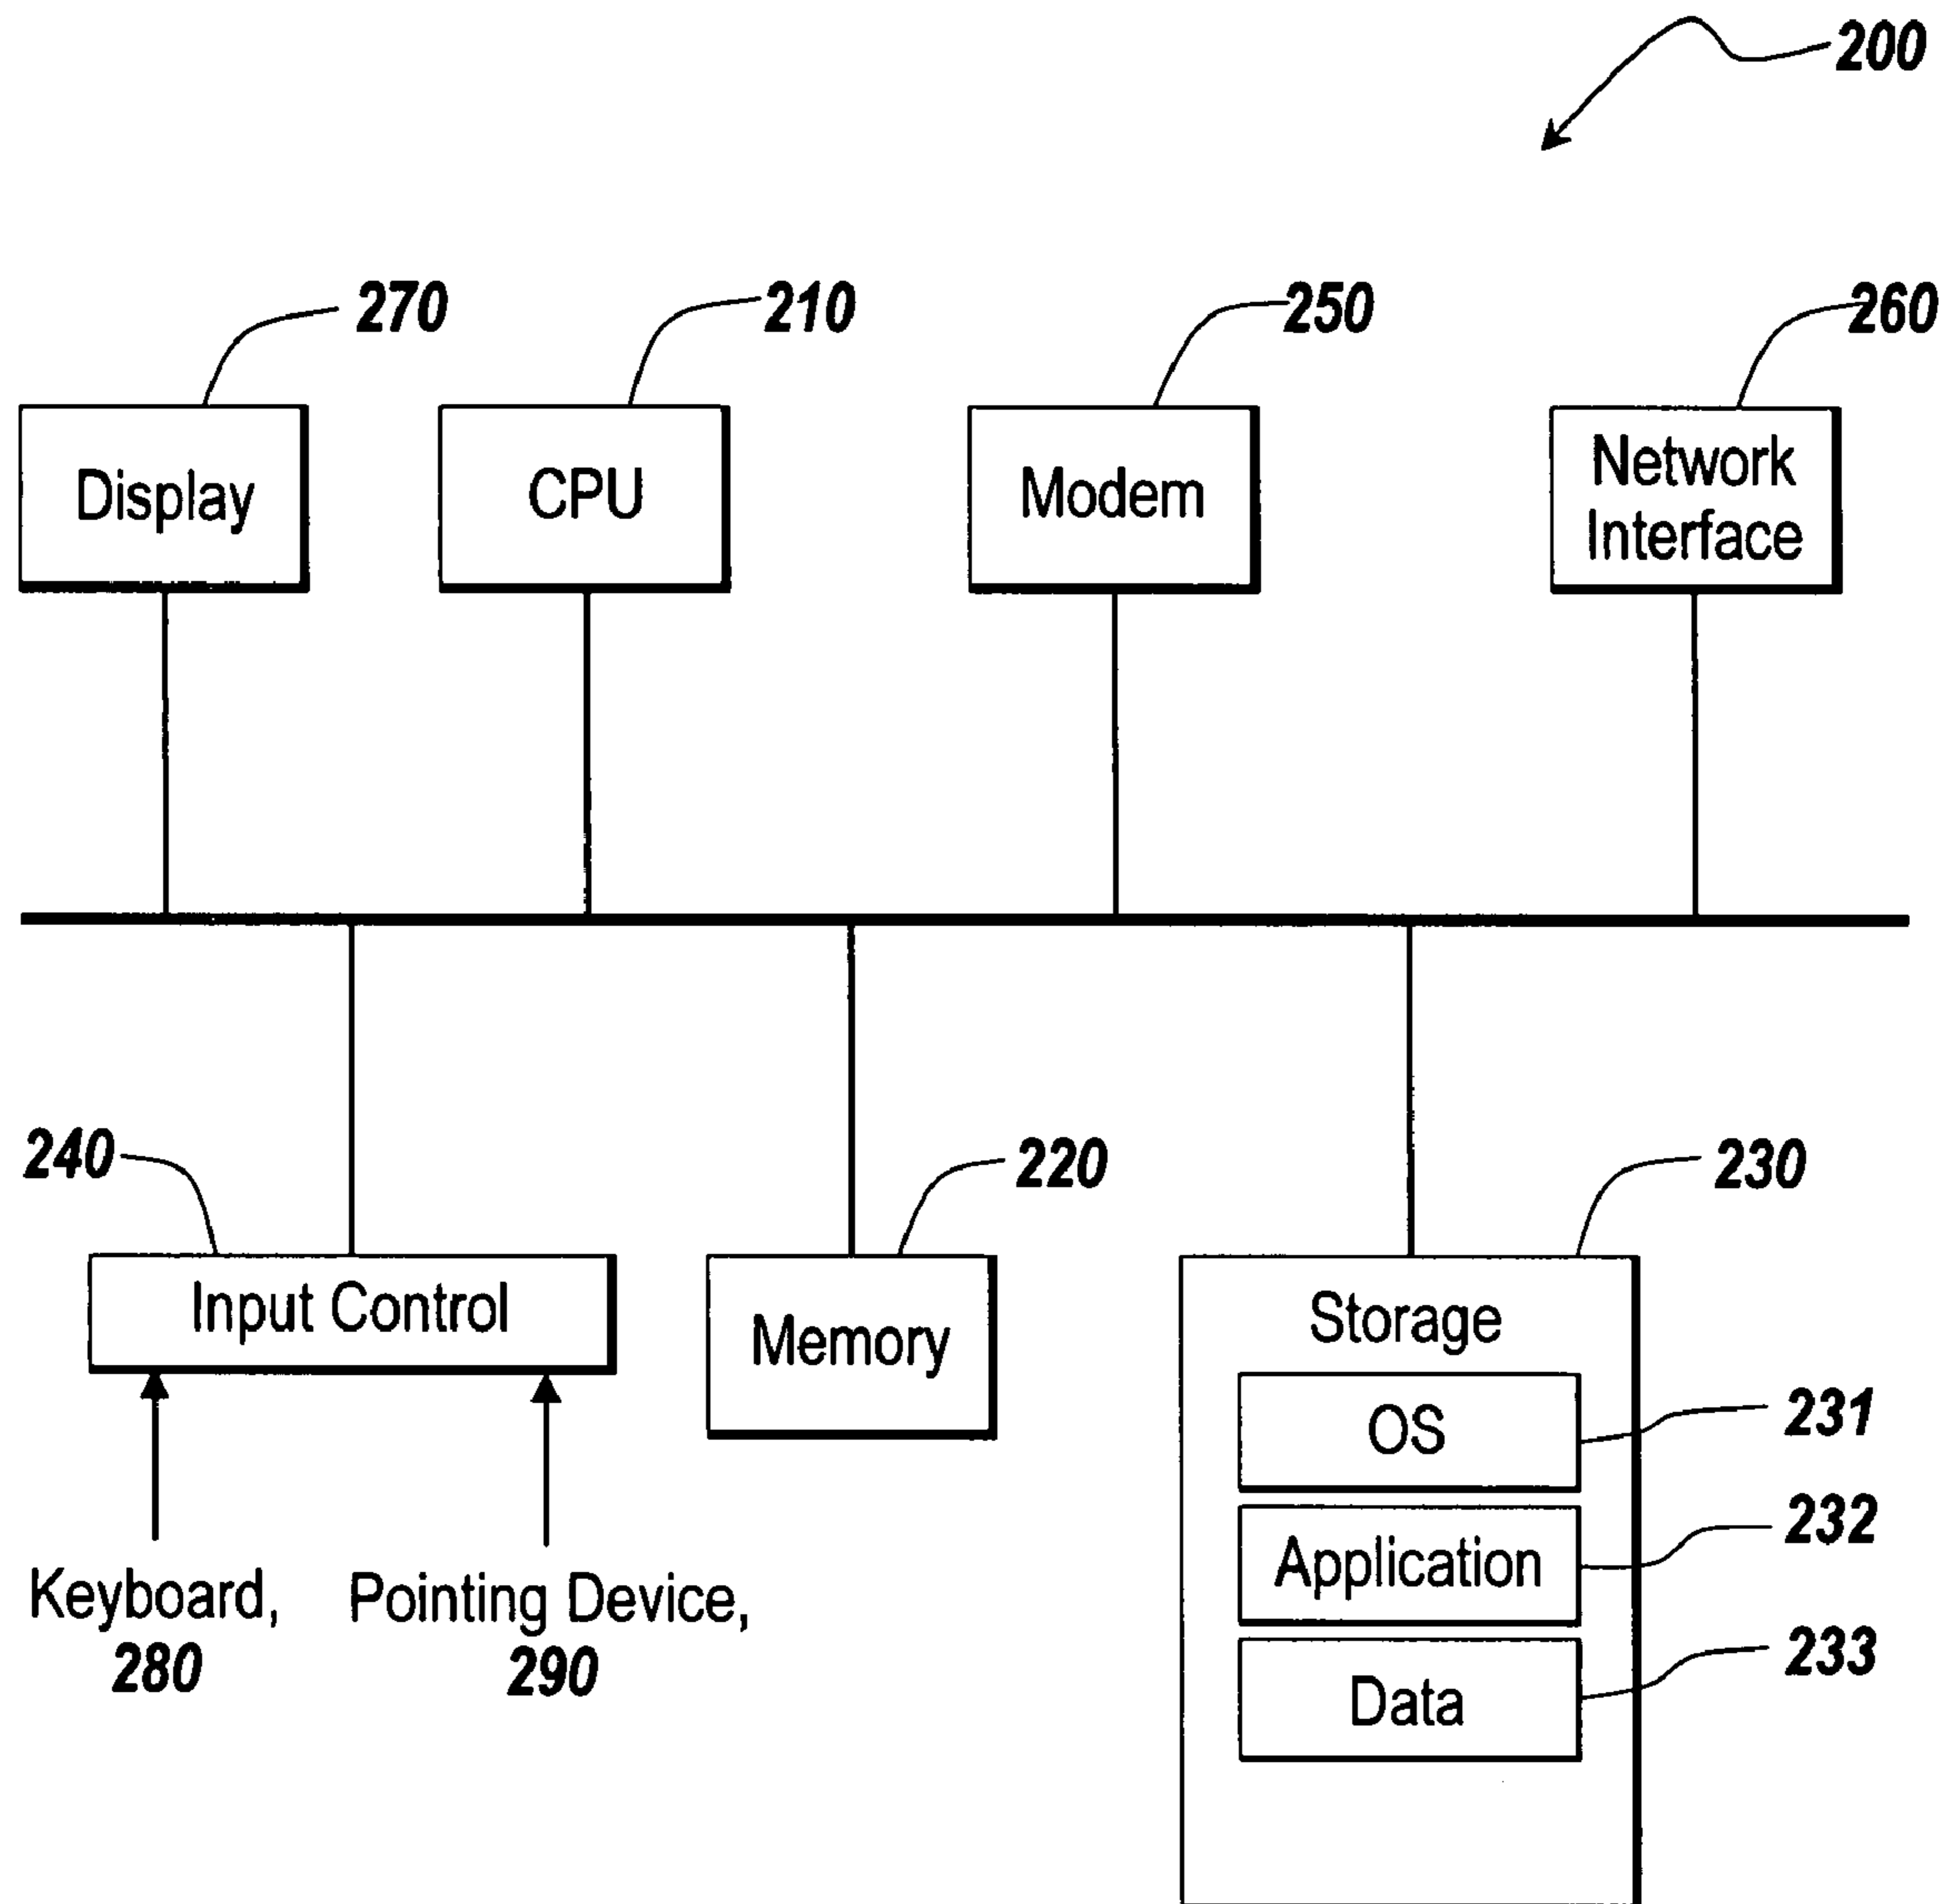 200
270
210
250
260
Display
CPU
Modem
Network
Interface
240
220
230
Input Control
Memory
Storage
OS
231
Application
232
Data
233
Keyboard,
280
Pointing Device,
290